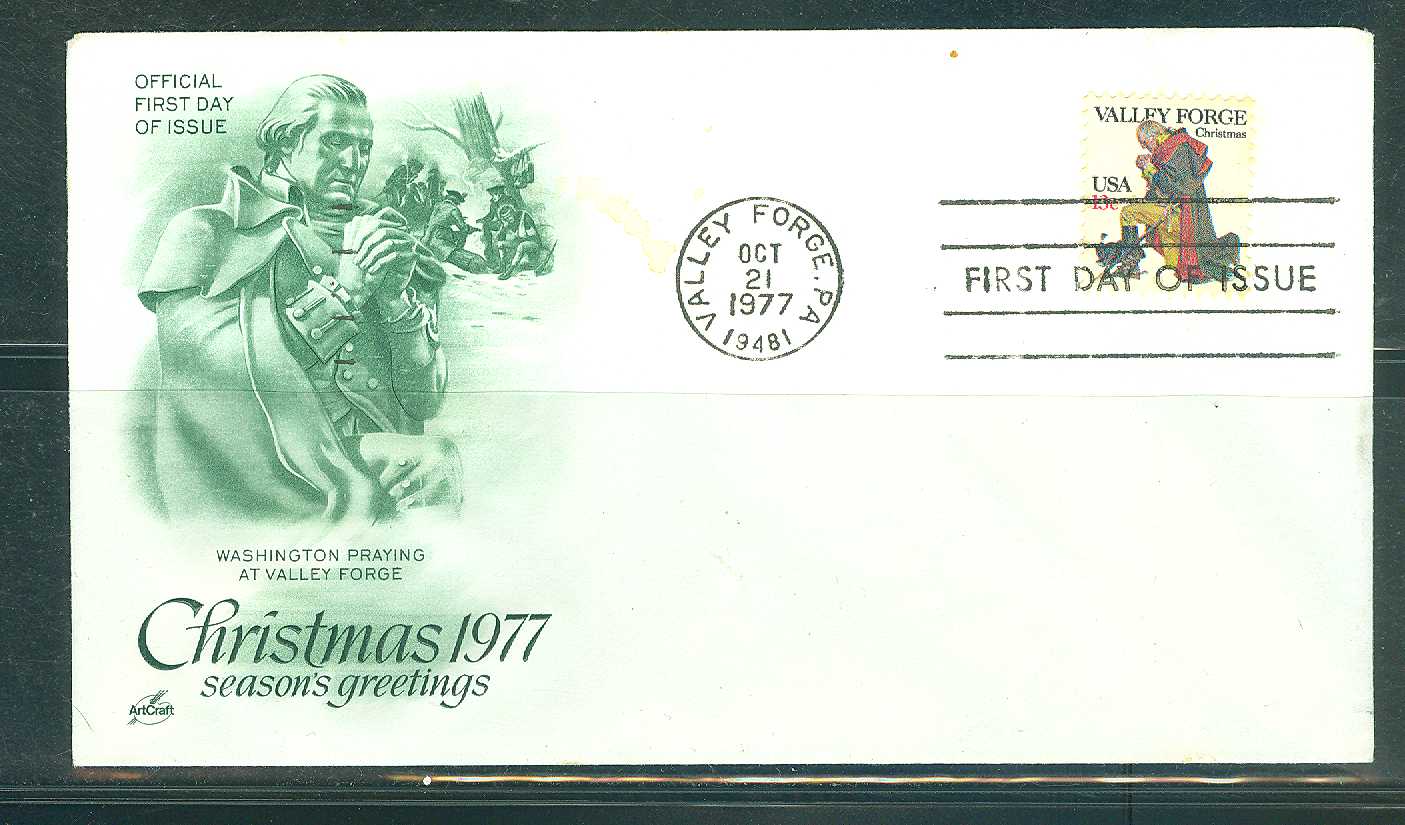 OFFICIAL
FIRST DAY
OF ISSUE
WASHINGTON PRAYING
AT VALLEY FORGE
Christmas 1977
season's greetings
ArtCraft
VALLEY FORGE, PA
OCT
21
1977
19481
VALLEY FORGE
Christmas
USA
13c
FIRST DAY OF ISSUE